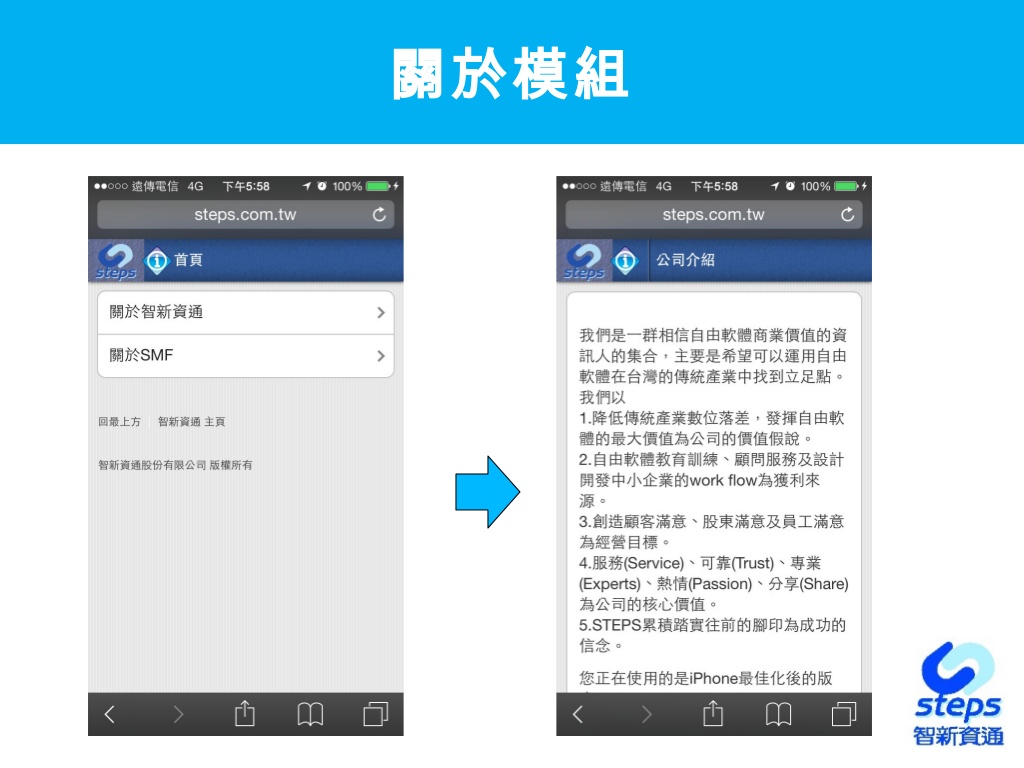 關於模組
●●○○○ 遠傳電信 4G 下午5:58 100%
steps.com.tw
steps 首頁
關於智新資通
關於SMF
回最上方 智新資通 主頁
智新資通股份有限公司 版權所有
●●○○○ 遠傳電信 4G 下午5:58 100%
steps.com.tw
steps 公司介紹
我們是一群相信自由軟體商業價值的資
訊人的集合，主要是希望可以運用自由
軟體在台灣的傳統產業中找到立足點。
我們以
1.降低傳統產業數位落差，發揮自由軟
體的最大價值為公司的價值假說。
2.自由軟體教育訓練、顧問服務及設計
開發中小企業的work flow為獲利來
源。
3.創造顧客滿意、股東滿意及員工滿意
為經營目標。
4.服務(Service)、可靠(Trust)、專業
(Experts)、熱情(Passion)、分享(Share)
為公司的核心價值。
5.STEPS累積踏實往前的腳印為成功的
信念。
您正在使用的是iPhone最佳化後的版
steps
智新資通